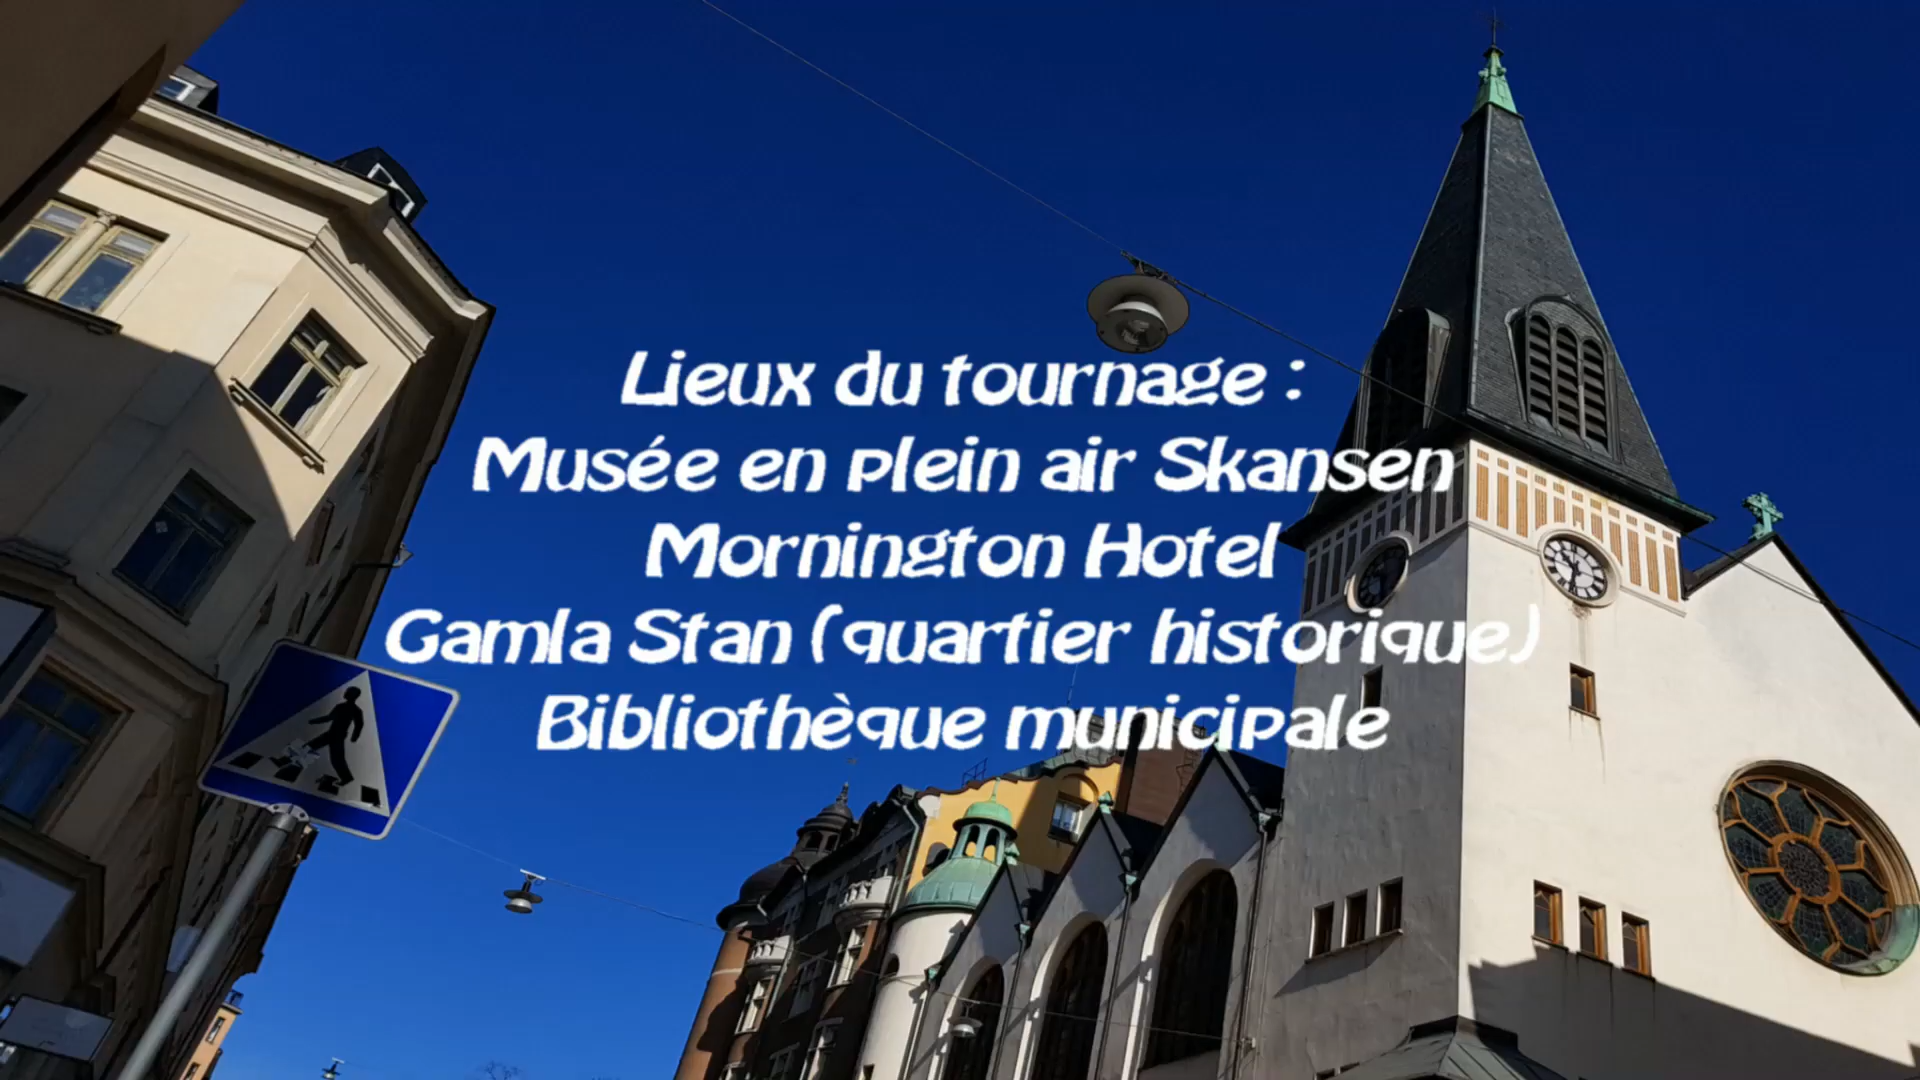 Lieux du tournage :
Musée en plein air Skansen
Mornington Hotel
Gamla Stan (quartier historique)
Bibliothèque municipale